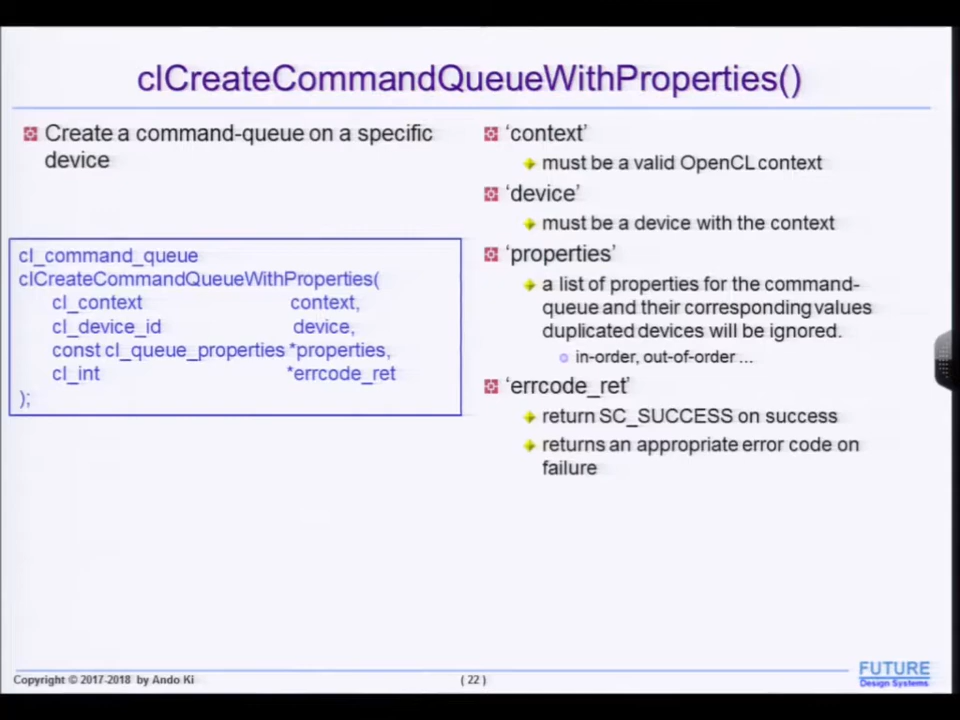 clCreateCommandQueueWithProperties()
Create a command-queue on a specific
device
cl_command_queue
clCreateCommandQueueWithProperties(
cl_context context,
cl_device_id device,
const cl_queue_properties *properties,
cl_int *errcode_ret
);
‘context’
must be a valid OpenCL context
‘device’
must be a device with the context
‘properties’
a list of properties for the command-
queue and their corresponding values
duplicated devices will be ignored.
in-order, out-of-order ...
‘errcode_ret’
return SC_SUCCESS on success
returns an appropriate error code on
failure
Copyright © 2017-2018 by Ando Ki
( 22 )
FUTURE
Design Systems